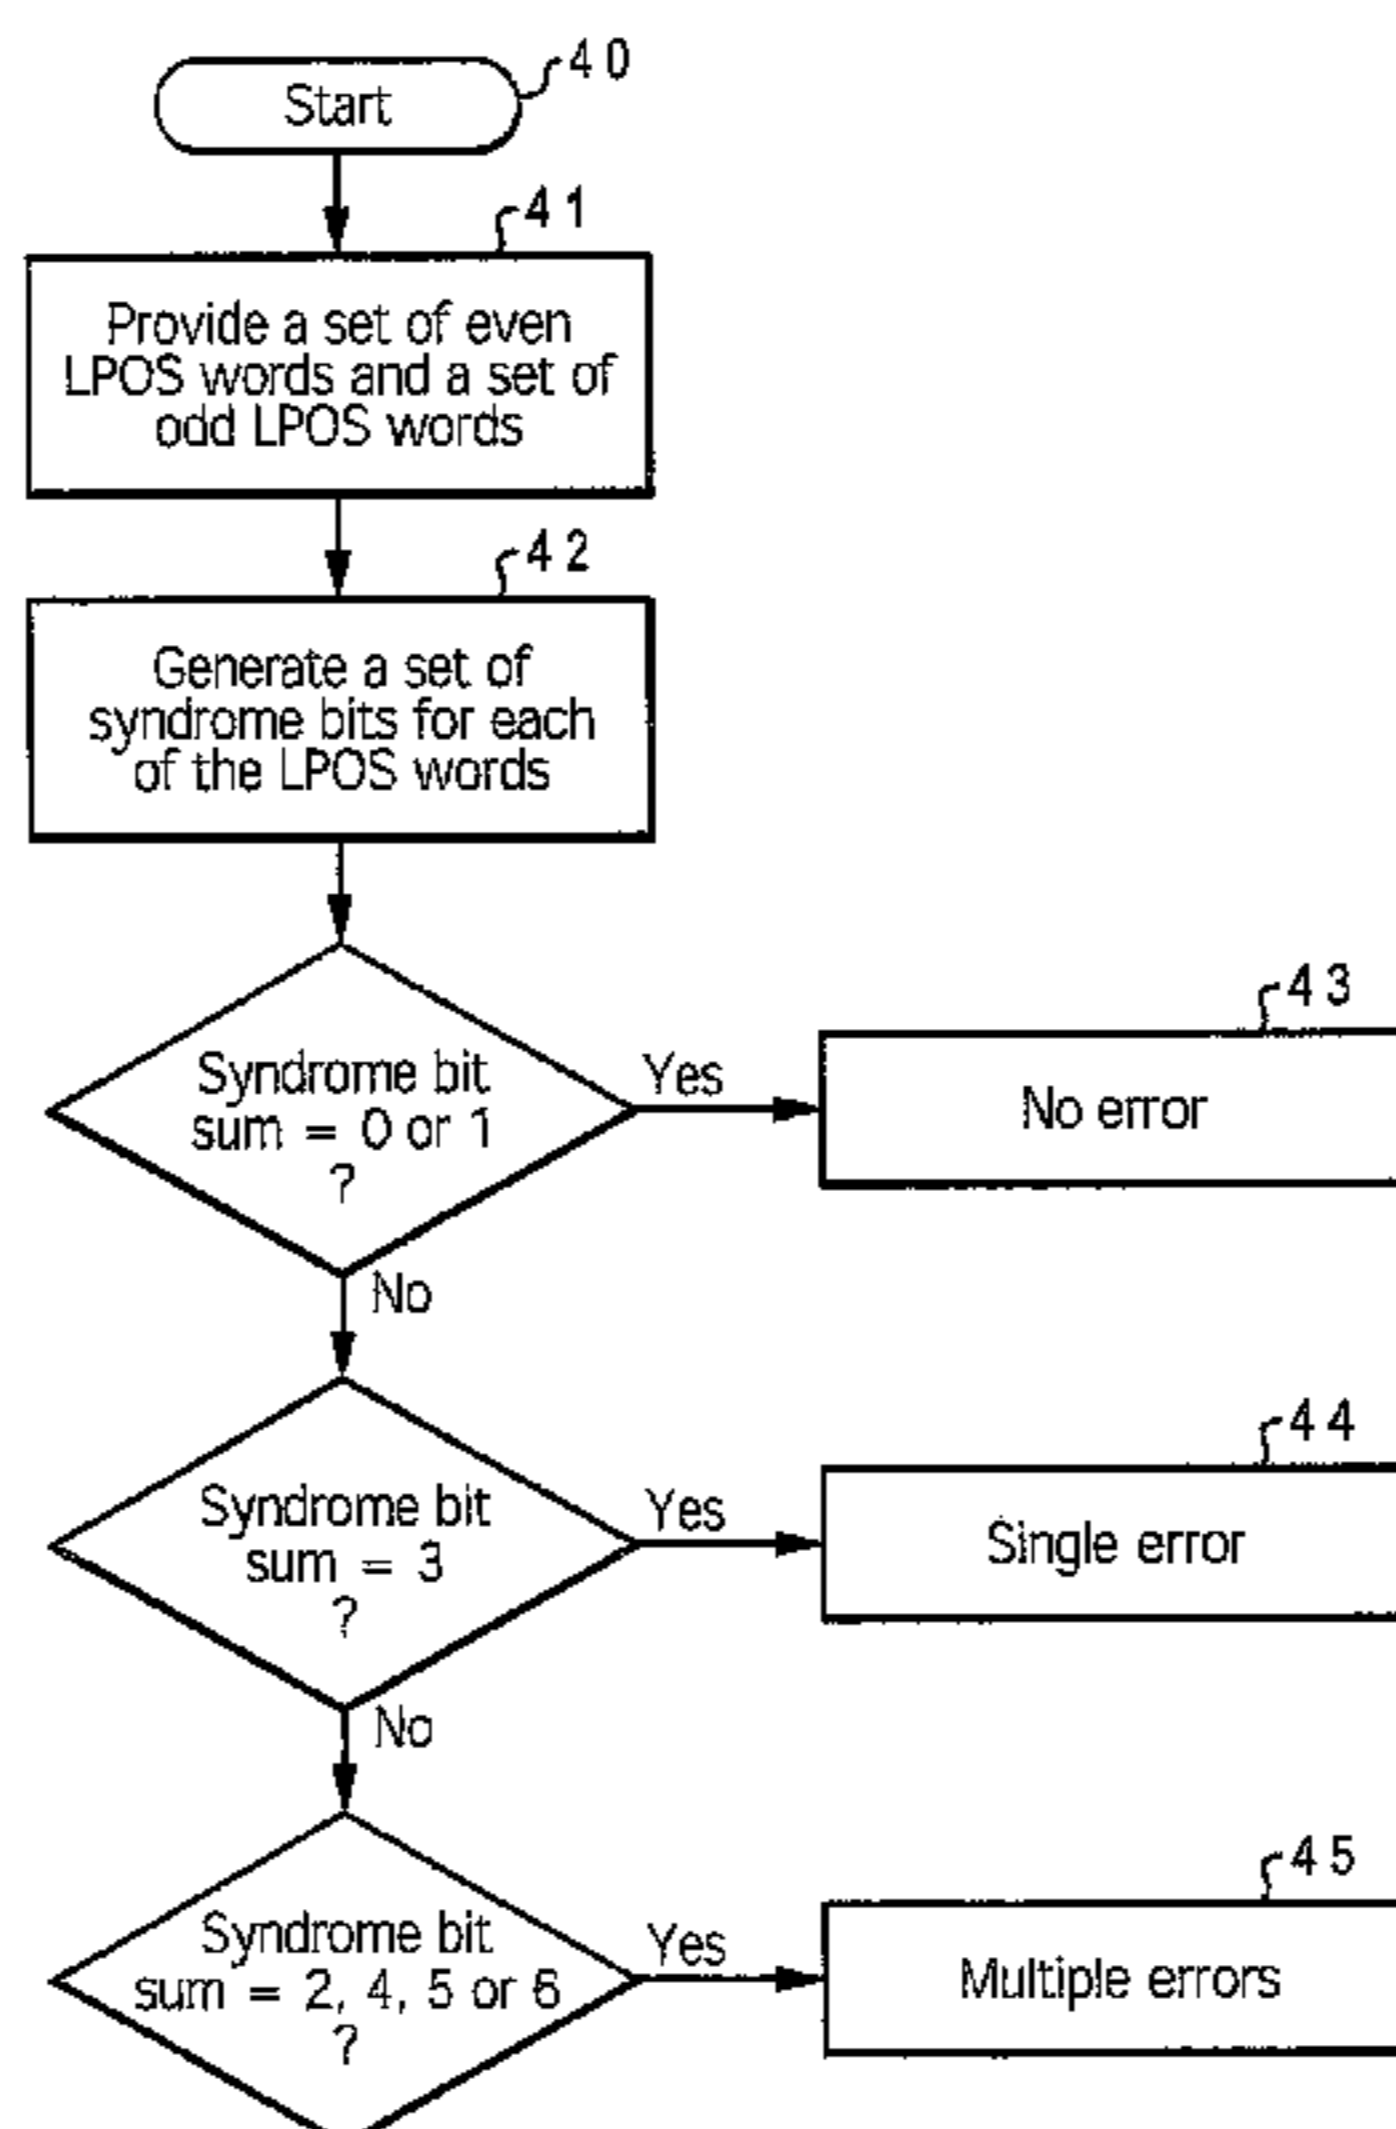 40
Start
41
Provide a set of even
LPOS words and a set of
odd LPOS words
42
Generate a set of
syndrome bits for each
of the LPOS words
43
Syndrome bit
sum = 0 or 1
?
Yes
No error
No
44
Syndrome bit
sum = 3
?
Yes
Single error
No
45
Syndrome bit
sum = 2, 4, 5 or 6
?
Yes
Multiple errors